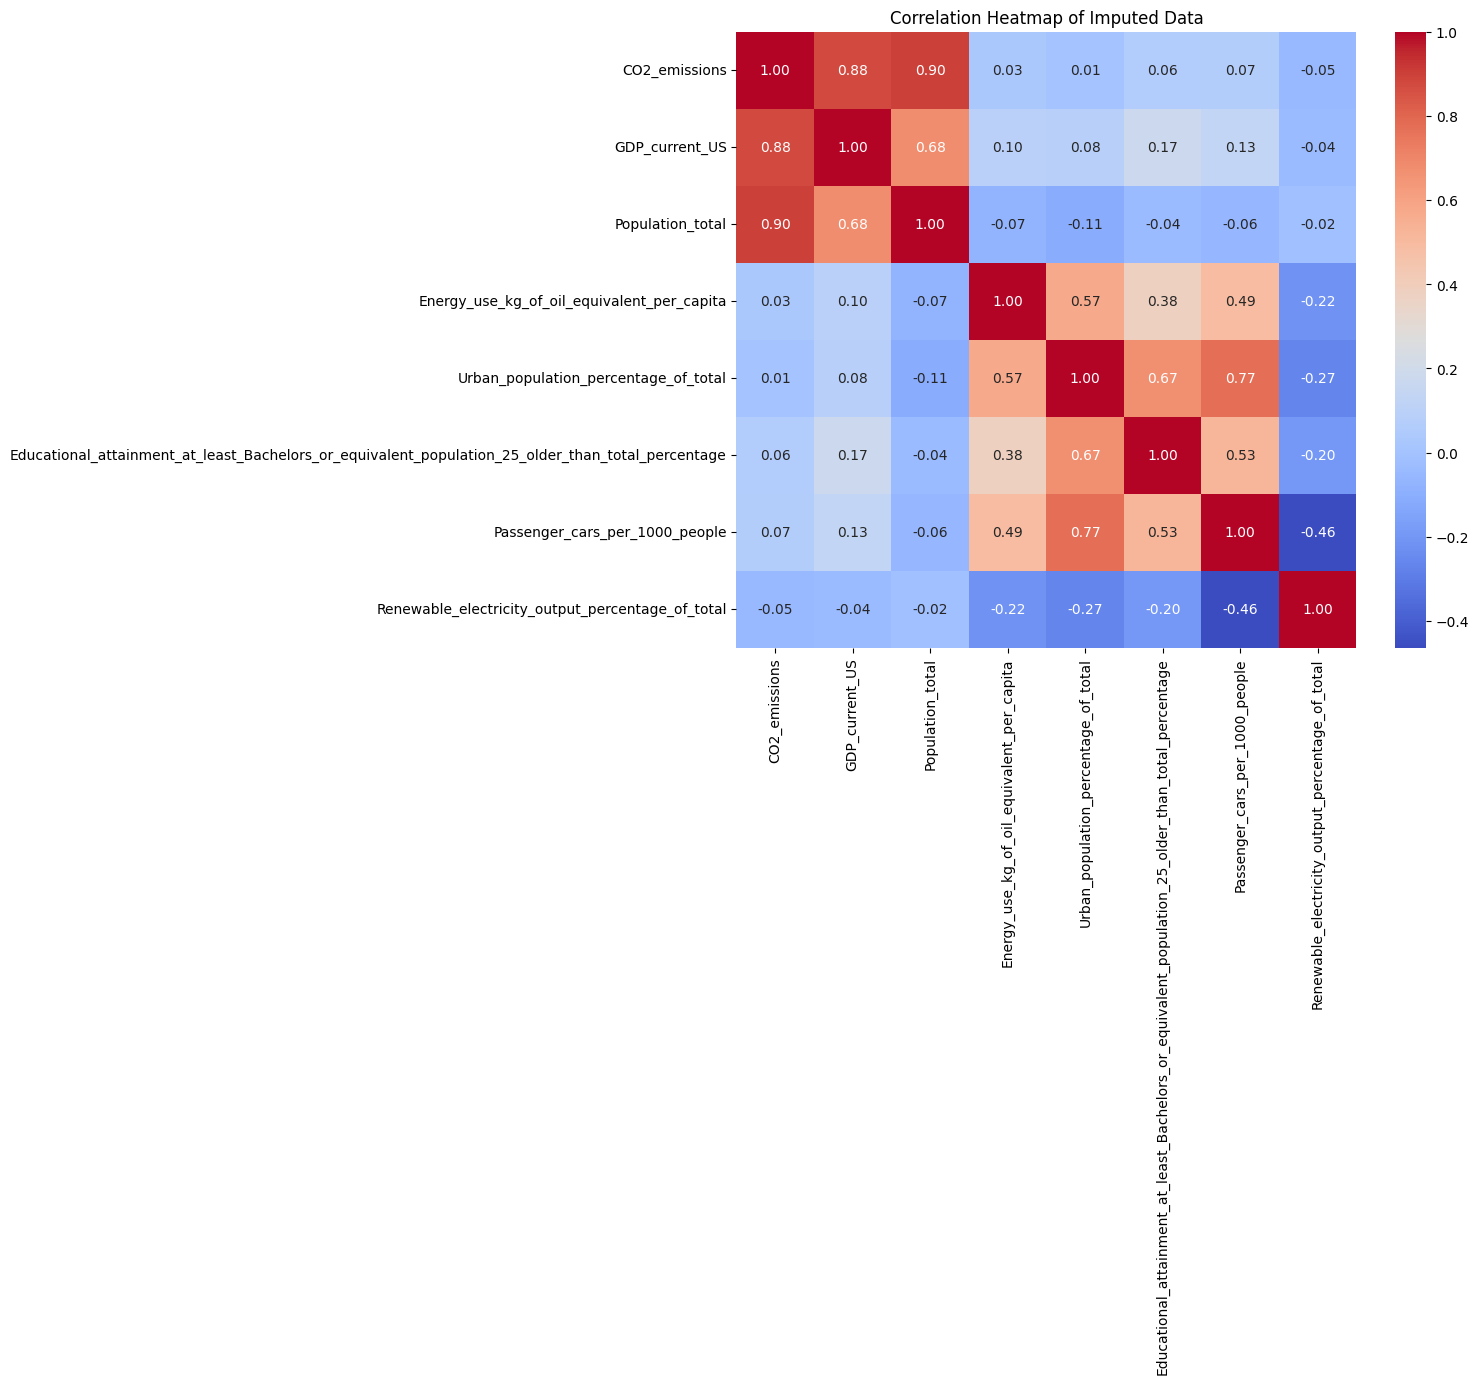 Correlation Heatmap of Imputed Data
CO2_emissions 1.00 0.88 0.90 0.03 0.01 0.06 0.07 -0.05
GDP_current_US 0.88 1.00 0.68 0.10 0.08 0.17 0.13 -0.04
Population_total 0.90 0.68 1.00 -0.07 -0.11 -0.04 -0.06 -0.02
Energy_use_kg_of_oil_equivalent_per_capita 0.03 0.10 -0.07 1.00 0.57 0.38 0.49 -0.22
Urban_population_percentage_of_total 0.01 0.08 -0.11 0.57 1.00 0.67 0.77 -0.27
Educational_attainment_at_least_Bachelors_or_equivalent_population_25_older_than_total_percentage 0.06 0.17 -0.04 0.38 0.67 1.00 0.53 -0.20
Passenger_cars_per_1000_people 0.07 0.13 -0.06 0.49 0.77 0.53 1.00 -0.46
Renewable_electricity_output_percentage_of_total -0.05 -0.04 -0.02 -0.22 -0.27 -0.20 -0.46 1.00
CO2_emissions
GDP_current_US
Population_total
Energy_use_kg_of_oil_equivalent_per_capita
Urban_population_percentage_of_total
Educational_attainment_at_least_Bachelors_or_equivalent_population_25_older_than_total_percentage
Passenger_cars_per_1000_people
Renewable_electricity_output_percentage_of_total
1.0
0.8
0.6
0.4
0.2
0.0
−0.2
−0.4